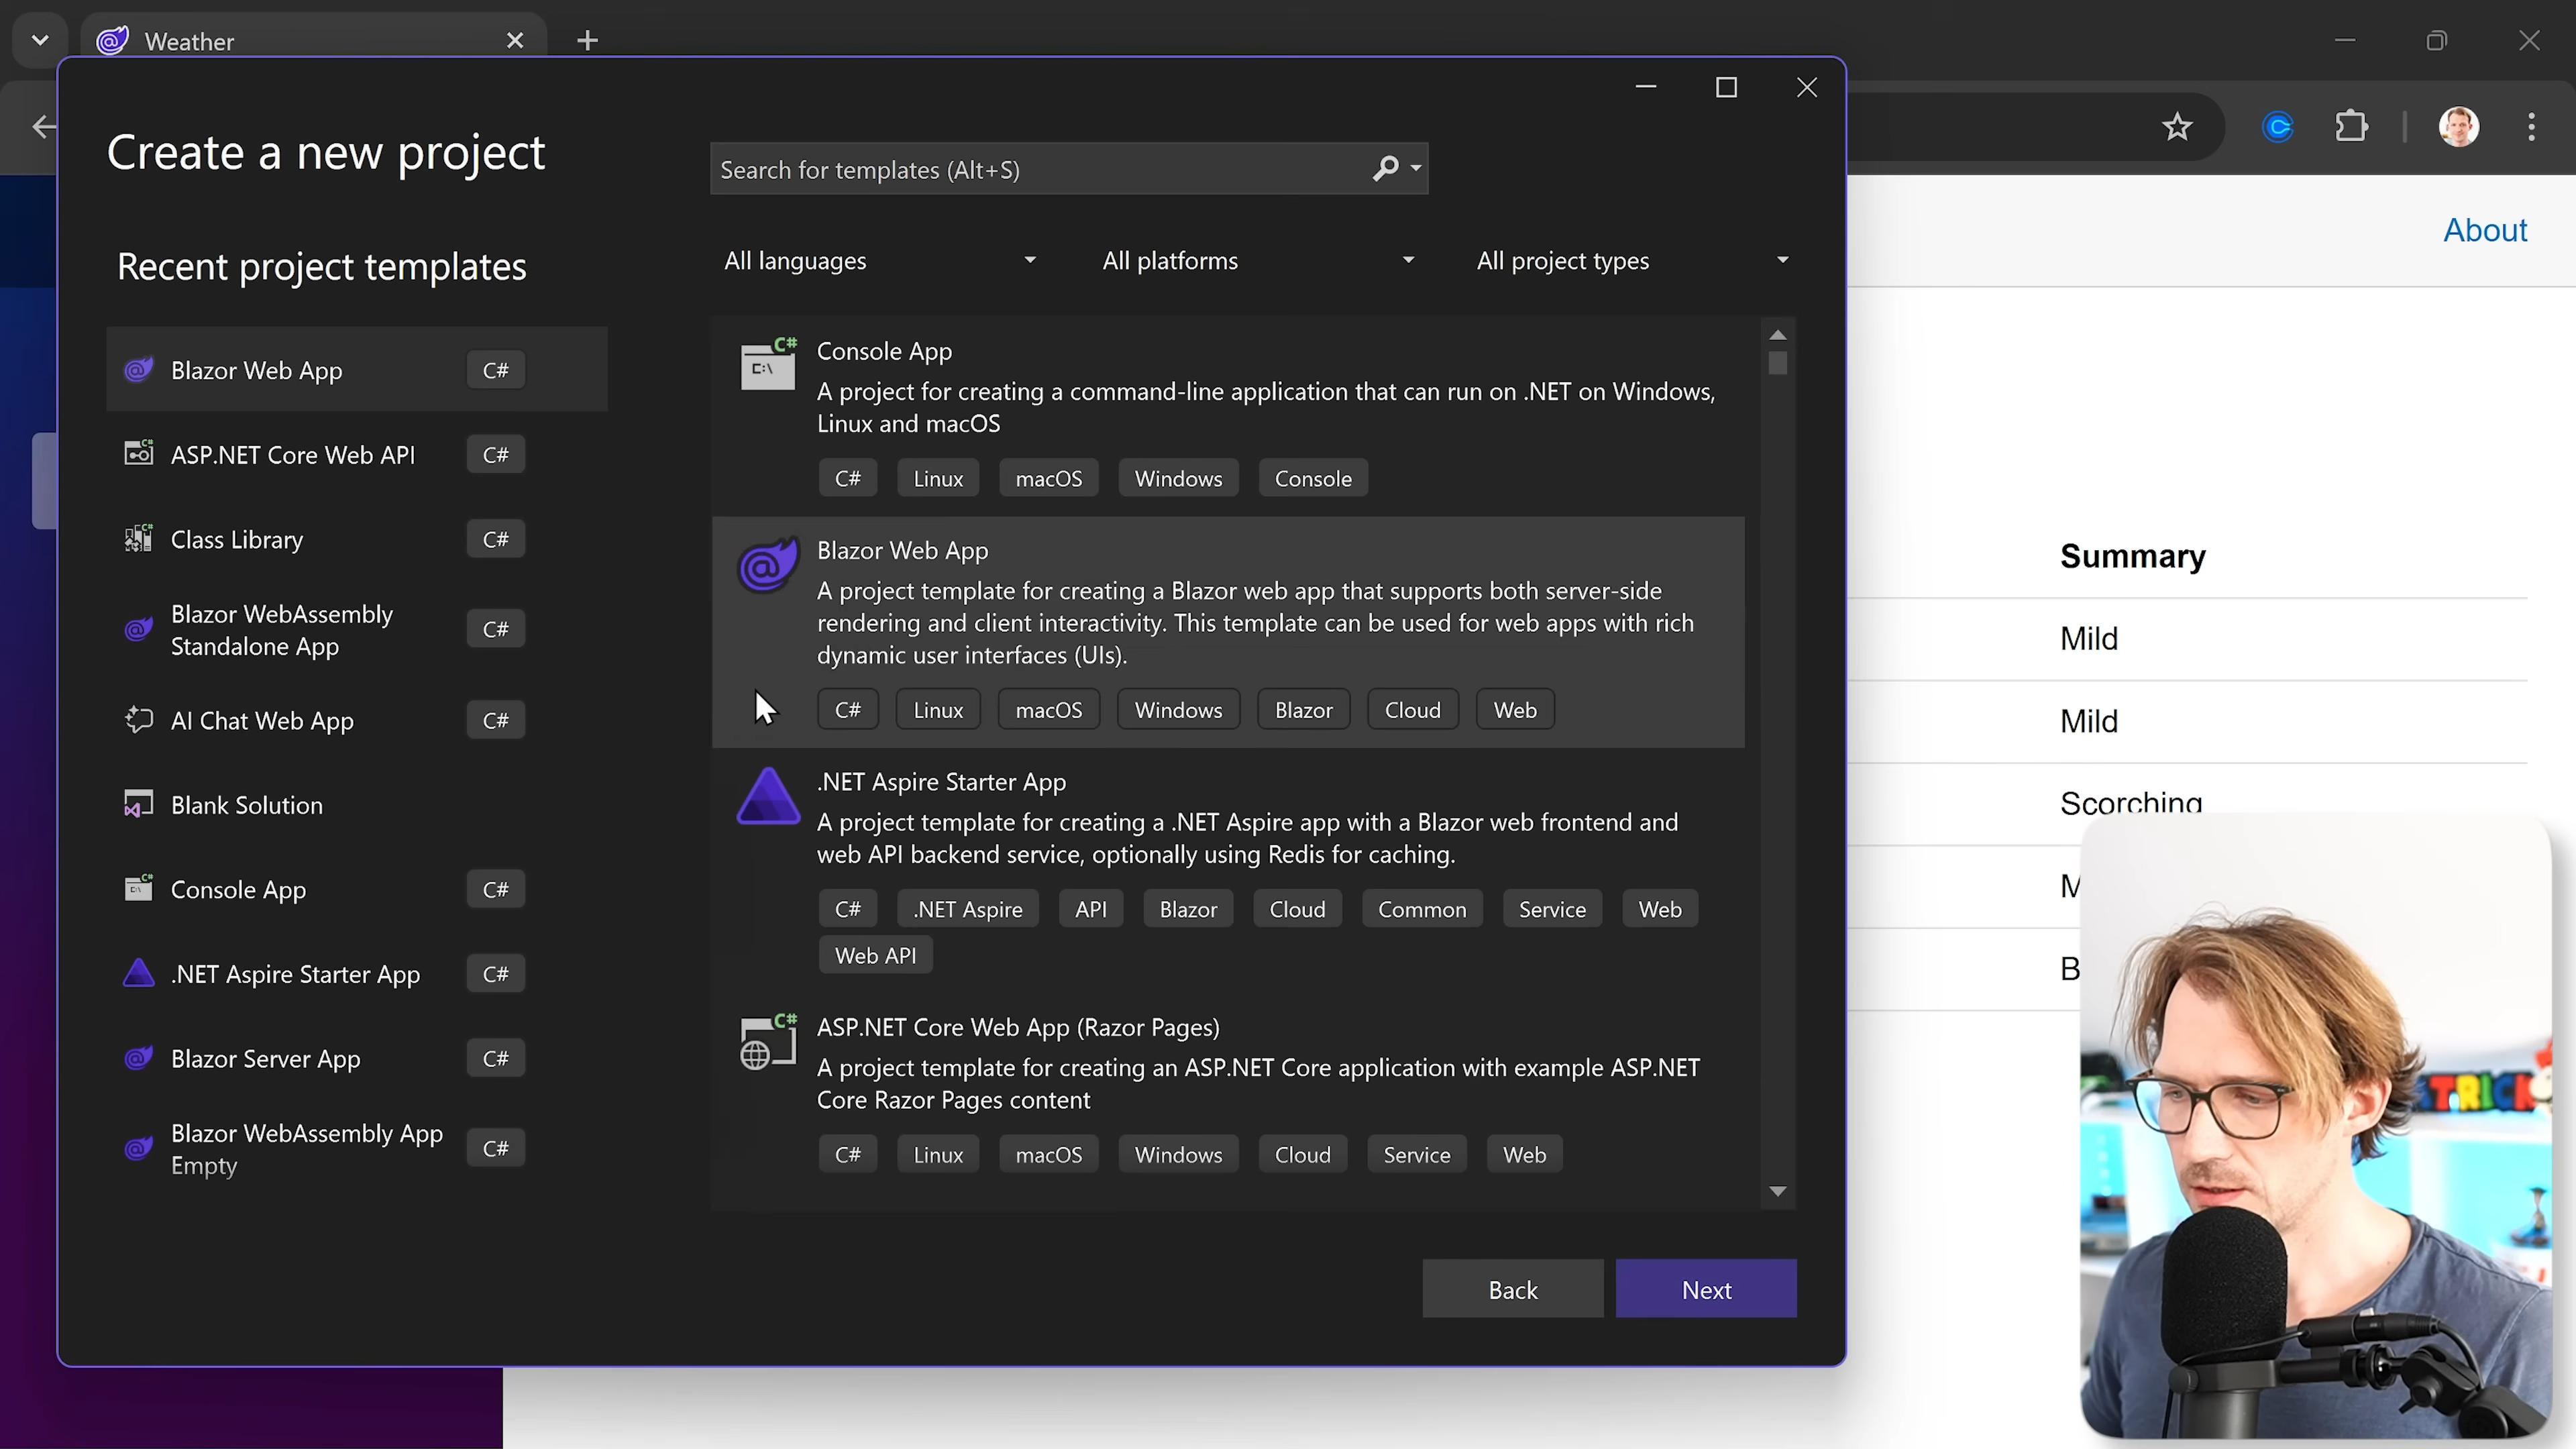 Weather
Create a new project
Search for templates (Alt+S)
Recent project templates
All languages
All platforms
All project types
About
Blazor Web App
C#
ASP.NET Core Web API
C#
Class Library
C#
Blazor WebAssembly
Standalone App
C#
AI Chat Web App
C#
Blank Solution
Console App
C#
.NET Aspire Starter App
C#
Blazor Server App
C#
Blazor WebAssembly App
Empty
C#
C#
C:\
Console App
A project for creating a command-line application that can run on .NET on Windows,
Linux and macOS
C# Linux macOS Windows Console
Blazor Web App
A project template for creating a Blazor web app that supports both server-side
rendering and client interactivity. This template can be used for web apps with rich
dynamic user interfaces (UIs).
C# Linux macOS Windows Blazor Cloud Web
.NET Aspire Starter App
A project template for creating a .NET Aspire app with a Blazor web frontend and
web API backend service, optionally using Redis for caching.
C# .NET Aspire API Blazor Cloud Common Service Web
Web API
C#
ASP.NET Core Web App (Razor Pages)
A project template for creating an ASP.NET Core application with example ASP.NET
Core Razor Pages content
C# Linux macOS Windows Cloud Service Web
Back
Next
Summary
Mild
Mild
Scorching
M
B
TRICK